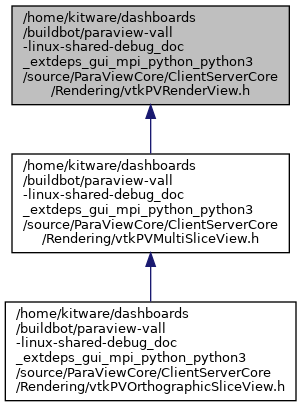 /home/kitware/dashboards
/buildbot/paraview-vall
-linux-shared-debug_doc
_extdeps_gui_mpi_python_python3
/source/ParaViewCore/ClientServerCore
/Rendering/vtkPVRenderView.h
/home/kitware/dashboards
/buildbot/paraview-vall
-linux-shared-debug_doc
_extdeps_gui_mpi_python_python3
/source/ParaViewCore/ClientServerCore
/Rendering/vtkPVMultiSliceView.h
/home/kitware/dashboards
/buildbot/paraview-vall
-linux-shared-debug_doc
_extdeps_gui_mpi_python_python3
/source/ParaViewCore/ClientServerCore
/Rendering/vtkPVOrthographicSliceView.h